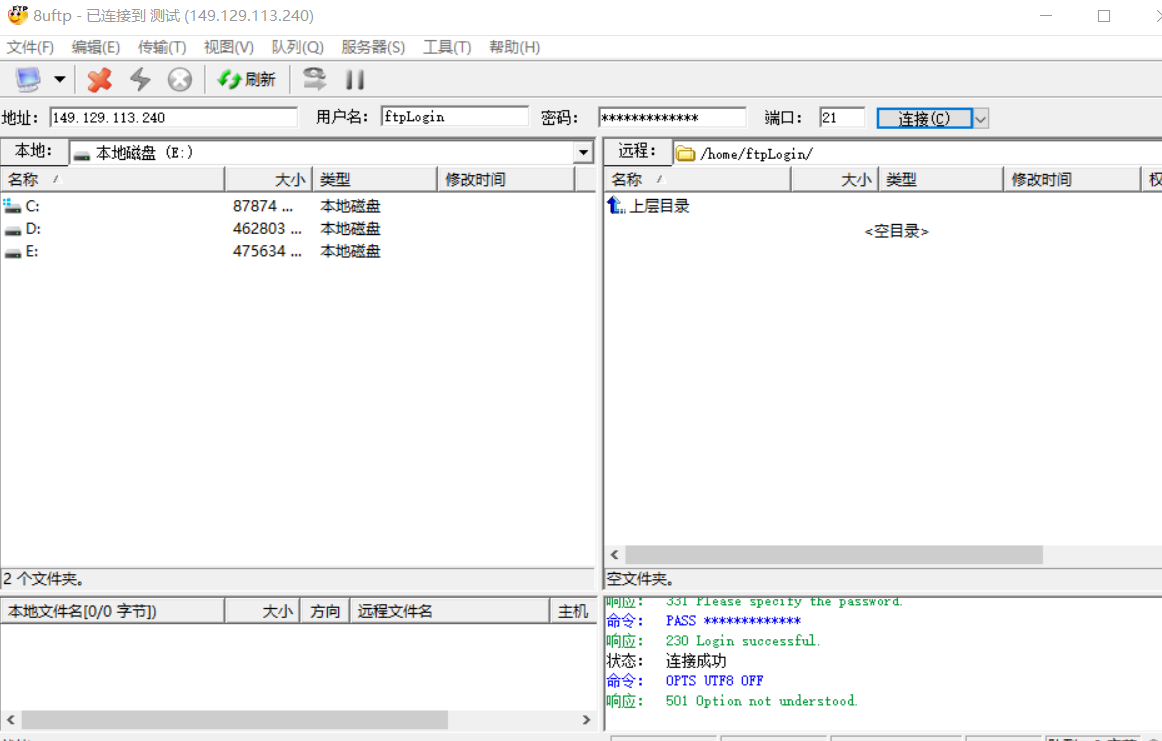 8uftp - 已连接到 测试 (149.129.113.240)
文件(F) 编辑(E) 传输(T) 视图(V) 队列(Q) 服务器(S) 工具(T) 帮助(H)
刷新
地址: 149.129.113.240 用户名: ftpLogin 密码: ************* 端口: 21 连接(C)
本地: 本地磁盘 (E:) 远程: /home/ftpLogin/
名称 大小 类型 修改时间 名称 大小 类型 修改时间 权
C: 87874 ... 本地磁盘 上层目录
D: 462803 ... 本地磁盘 <空目录>
E: 475634 ... 本地磁盘
2 个文件夹。 空文件夹。
本地文件名[0/0 字节]) 大小 方向 远程文件名 主机
响应: 331 Please specify the password.
命令: PASS *************
响应: 230 Login successful.
状态: 连接成功
命令: OPTS UTF8 OFF
响应: 501 Option not understood.